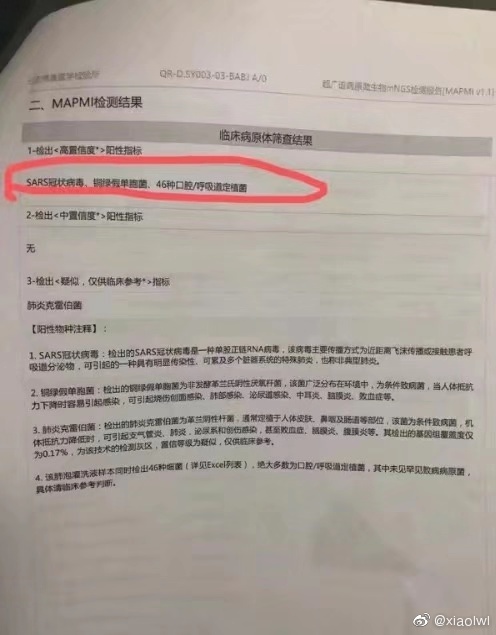 QR-D.SY003-03-BABJ A/0
超广谱病原微生物mNGS检测报告(MAPMI v1.1)
二、MAPMI检测结果
临床病原体筛查结果
1-检出<高置信度*>阳性指标
SARS冠状病毒、铜绿假单胞菌、46种口腔/呼吸道定植菌
2-检出<中置信度*>阳性指标
无
3-检出<疑似，仅供临床参考*>指标
肺炎克雷伯菌
【阳性物种注释】：
1. SARS冠状病毒：检出的SARS冠状病毒是一种单股正链RNA病毒，该病毒主要传播方式为近距离飞沫传播或接触患者呼
吸道分泌物，可引起的一种具有明显传染性、可累及多个脏器系统的特殊肺炎，也称非典型肺炎。
2. 铜绿假单胞菌：检出的铜绿假单胞菌为非发酵革兰氏阴性厌氧杆菌，该菌广泛分布在环境中，为条件致病菌，当人体抵
抗力下降时容易引起感染，可引起烧伤创面感染，肺部感染、泌尿道感染、中耳炎、脑膜炎、败血症等。
3. 肺炎克雷伯菌：检出的肺炎克雷伯菌为革兰阴性杆菌，通常定植于人体皮肤、鼻咽及肠道等部位，该菌为条件致病菌，机
体抵抗力降低时，可引起支气管炎、肺炎，泌尿系和创伤感染，甚至败血症、脑膜炎、腹膜炎等。其检出的基因组覆盖度仅
为0.17%，为该技术的检测灰区，置信等级为疑似，仅供临床参考。
4. 该肺泡灌洗液样本同时检出46种细菌（详见Excel列表），绝大多数为口腔/呼吸道定植菌，其中未见罕见致病病原菌，
具体请临床参考判断。
@xiaolwl